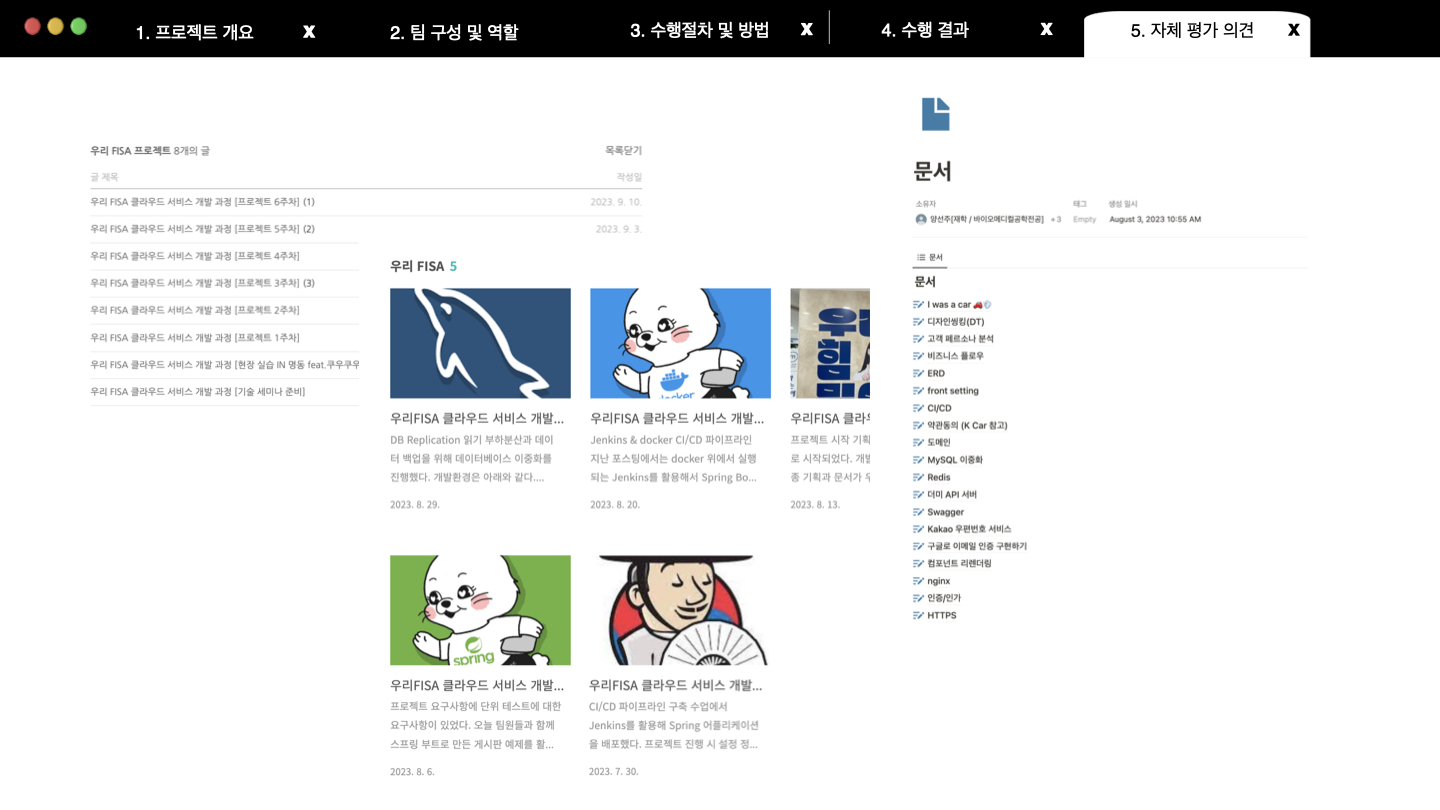 1. 프로젝트 개요 X
2. 팀 구성 및 역할
3. 수행절차 및 방법 X
4. 수행 결과 X
5. 자체 평가 의견 X
우리 FISA 프로젝트 8개의 글 목록닫기
글 제목 작성일
우리 FISA 클라우드 서비스 개발 과정 [프로젝트 6주차] (1) 2023. 9. 10.
우리 FISA 클라우드 서비스 개발 과정 [프로젝트 5주차] (2) 2023. 9. 3.
우리 FISA 클라우드 서비스 개발 과정 [프로젝트 4주차]
우리 FISA 클라우드 서비스 개발 과정 [프로젝트 3주차] (3)
우리 FISA 클라우드 서비스 개발 과정 [프로젝트 2주차]
우리 FISA 클라우드 서비스 개발 과정 [프로젝트 1주차]
우리 FISA 클라우드 서비스 개발 과정 [현장 실습 IN 명동 feat.쿠우쿠우
우리 FISA 클라우드 서비스 개발 과정 [기술 세미나 준비]
우리 FISA 5
우리FISA 클라우드 서비스 개발...
DB Replication 읽기 부하분산과 데이
터 백업을 위해 데이터베이스 이중화를
진행했다. 개발환경은 아래와 같다....
2023. 8. 29.
docker
우리FISA 클라우드 서비스 개발...
Jenkins & docker CI/CD 파이프라인
지난 포스팅에서는 docker 위에서 실행
되는 Jenkins를 활용해서 Spring Bo...
2023. 8. 20.
우리FISA 클라우
프로젝트 시작 기획
로 시작되었다. 개발
종 기획과 문서가 우
2023. 8. 13.
spring
우리FISA 클라우드 서비스 개발...
프로젝트 요구사항에 단위 테스트에 대한
요구사항이 있었다. 오늘 팀원들과 함께
스프링 부트로 만든 게시판 예제를 활...
2023. 8. 6.
우리FISA 클라우드 서비스 개발...
CI/CD 파이프라인 구축 수업에서
Jenkins를 활용해 Spring 어플리케이션
을 배포했다. 프로젝트 진행 시 설정 정...
2023. 7. 30.
문서
소유자 태그 생성 일시
양선주[재학 / 바이오메디컬공학전공] +3 Empty August 3, 2023 10:55 AM
문서
문서
I was a car 🚗💨
디자인씽킹(DT)
고객 페르소나 분석
비즈니스 플로우
ERD
front setting
CI/CD
약관동의 (K Car 참고)
도메인
MySQL 이중화
Redis
더미 API 서버
Swagger
Kakao 우편번호 서비스
구글로 이메일 인증 구현하기
컴포넌트 리렌더링
nginx
인증/인가
HTTPS